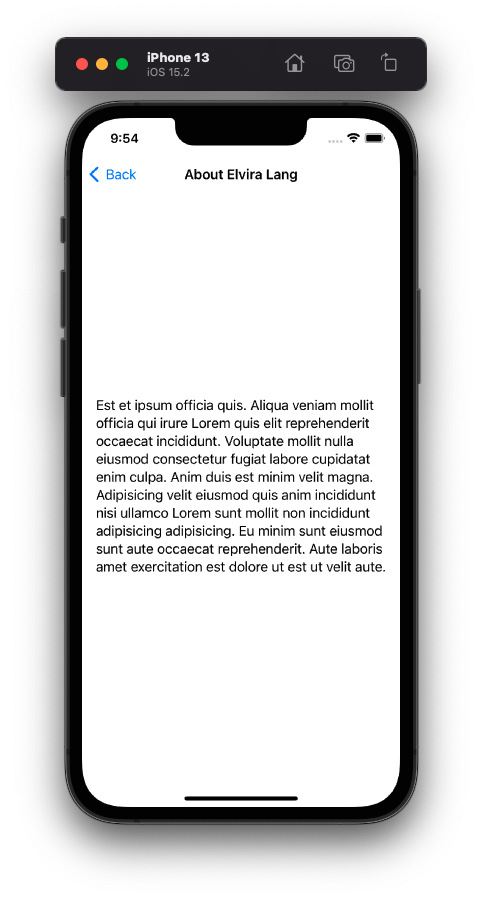 iPhone 13
iOS 15.2
9:54
Back
About Elvira Lang
Est et ipsum officia quis. Aliqua veniam mollit
officia qui irure Lorem quis elit reprehenderit
occaecat incididunt. Voluptate mollit nulla
eiusmod consectetur fugiat labore cupidatat
enim culpa. Anim duis est minim velit magna.
Adipisicing velit eiusmod quis anim incididunt
nisi ullamco Lorem sunt mollit non incididunt
adipisicing adipisicing. Eu minim sunt eiusmod
sunt aute occaecat reprehenderit. Aute laboris
amet exercitation est dolore ut est ut velit aute.